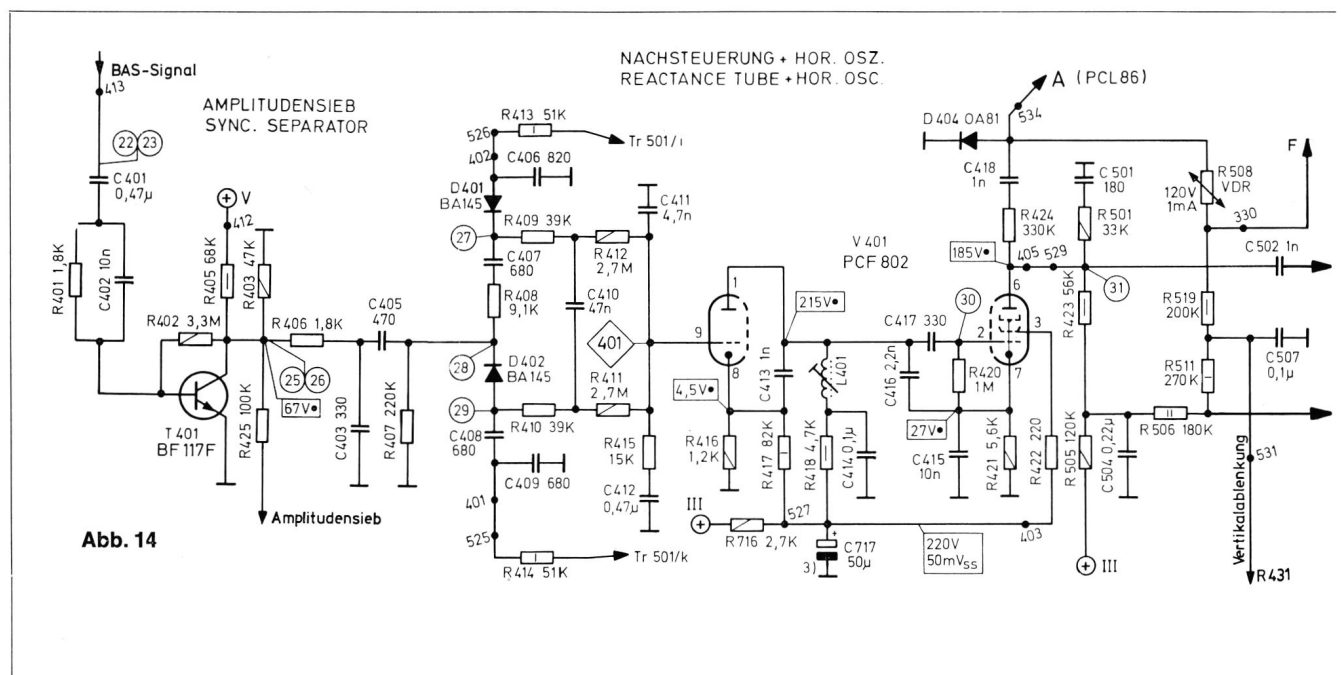 BAS-Signal
413
AMPLITUDENSIEB
SYNC. SEPARATOR
NACHSTEUERUNG + HOR. OSZ.
REACTANCE TUBE + HOR. OSC.
22
23
C 401
0,47µ
R401 1,8K
C402 10n
V
412
R405 68K
R403 47K
R402 3,3M
R406 1,8K
C405
470
T 401
BF 117F
25
26
67V•
R425 100K
C403 330
R407 220K
Amplitudensieb
Abb. 14
R413 51K
526
402
Tr 501/i
C406 820
D401
BA145
27
R409 39K
C407
680
R408
9,1K
28
D402
BA145
29
C408
680
R410 39K
C409 680
401
525
R414 51K
Tr 501/k
C411
4,7n
R412
2,7M
C410
47n
401
R411
2,7M
R415
15K
C412
0,47µ
V 401
PCF 802
1
9
8
215V•
4,5V•
C413 1n
R416
1,2K
R417 82K
L401
R418 4,7K
C414 0,1µ
III
R716 2,7K
527
+
C717
50µ
3)
220V
50mVss
403
C417 330
30
C416 2,2n
R420
1M
27V•
C415
10n
2
3
6
7
R421 5,6K
R422 220
A (PCL86)
534
D404 OA81
C418
1n
R424
330K
185V•
405
529
C 501
180
R501
33K
31
R423 56K
R505 120K
C504 0,22µ
R506 180K
III
R508
VDR
120V
1mA
330
F
C502 1n
R519
200K
R511
270K
C507
0,1µ
531
Vertikalablenkung
R431